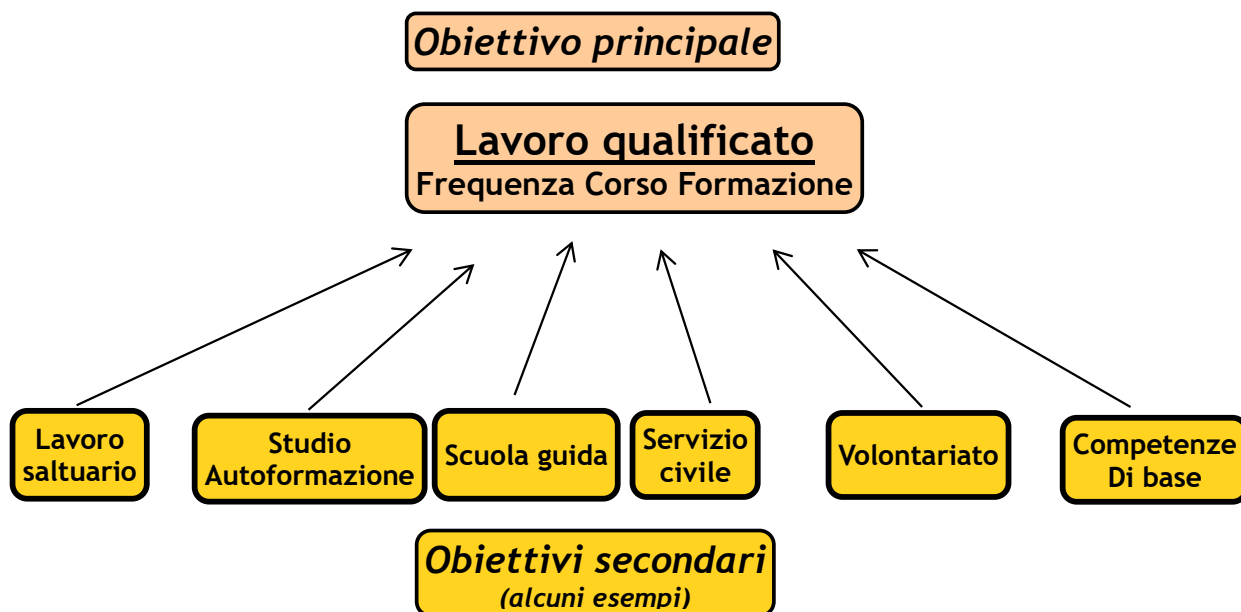 Obiettivo principale
Lavoro qualificato
Frequenza Corso Formazione
Lavoro
saltuario
Studio
Autoformazione
Scuola guida
Servizio
civile
Volontariato
Competenze
Di base
Obiettivi secondari
(alcuni esempi)